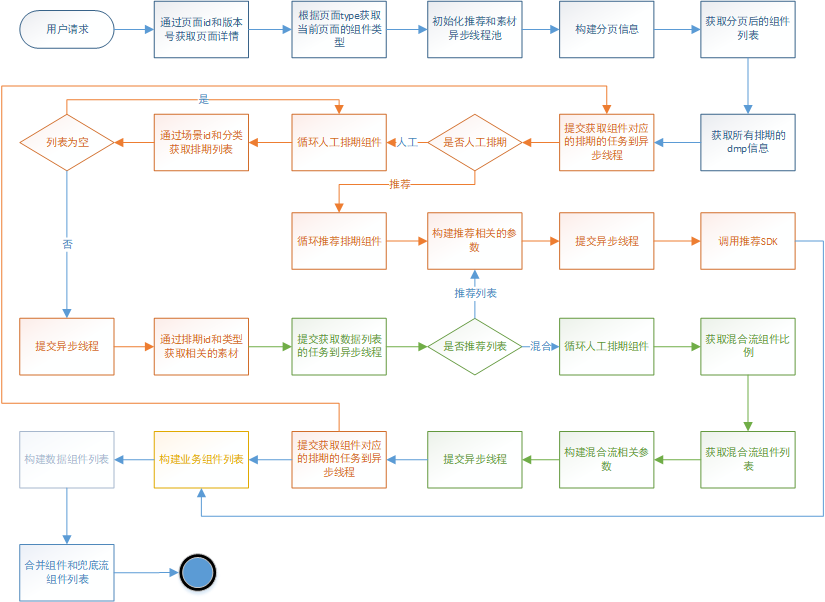 用户请求
通过页面id和版本
号获取页面详情
根据页面type获取
当前页面的组件类
型
初始化推荐和素材
异步线程池
构建分页信息
获取分页后的组件
列表
是
列表为空
通过场景id和分类
获取排期列表
循环人工排期组件
人工
是否人工排期
提交获取组件对应
的排期的任务到异
步线程
获取所有排期的
dmp信息
推荐
否
循环推荐排期组件
构建推荐相关的参
数
提交异步线程
调用推荐SDK
推荐列表
提交异步线程
通过排期id和类型
获取相关的素材
提交获取数据列表
的任务到异步线程
是否推荐列表
混合
循环人工排期组件
获取混合流组件比
例
构建数据组件列表
构建业务组件列表
提交获取组件对应
的排期的任务到异
步线程
提交异步线程
构建混合流相关参
数
获取混合流组件列
表
合并组件和兜底流
组件列表